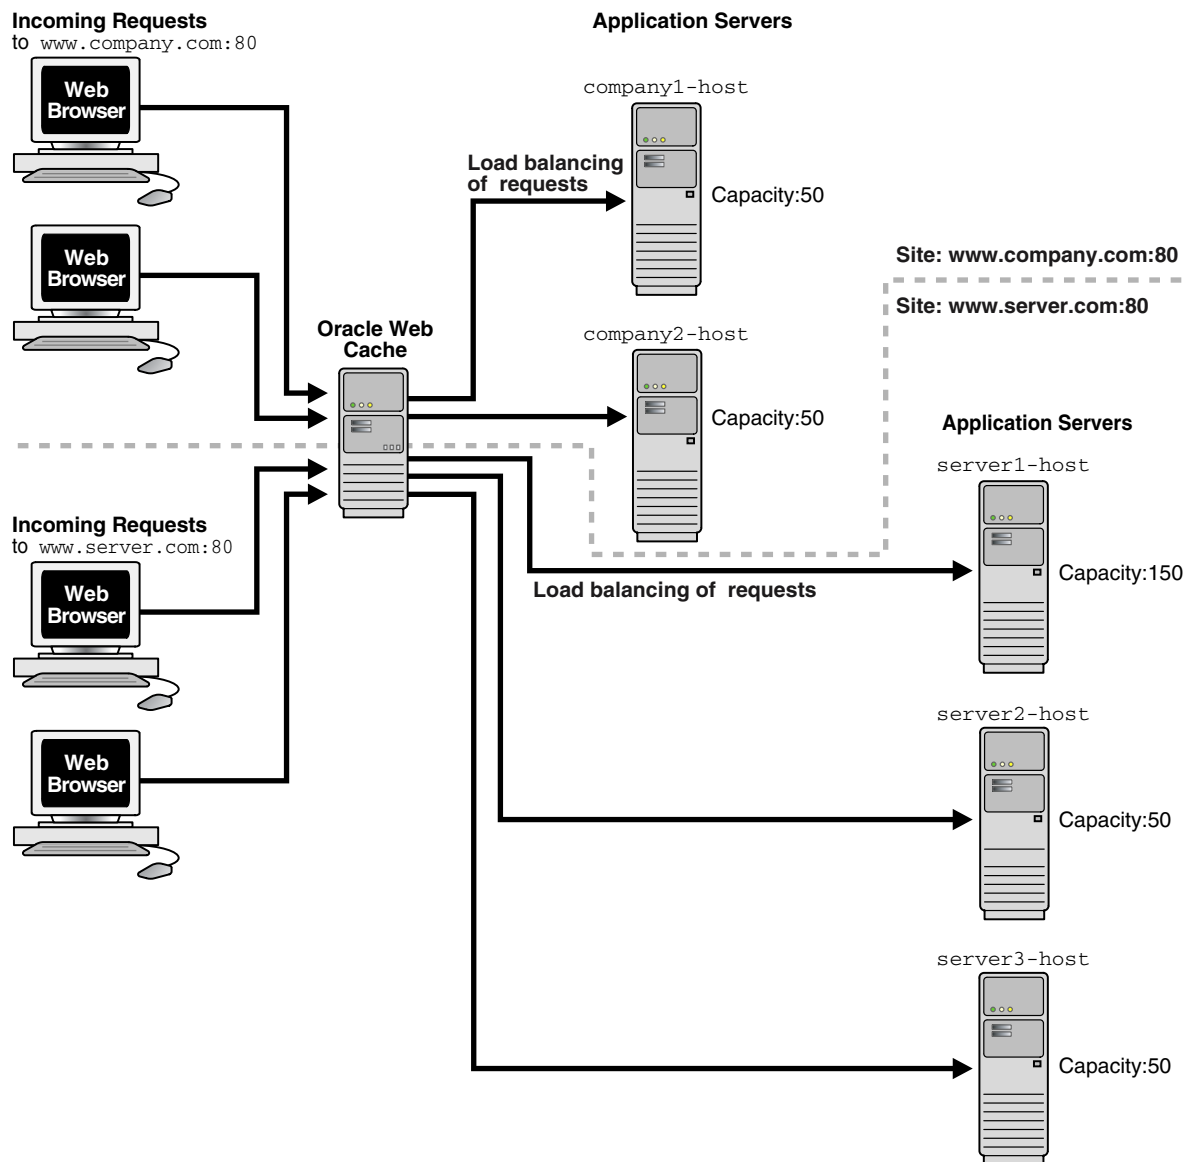 Incoming Requests
to www.company.com:80
Web
Browser
Web
Browser
Oracle Web
Cache
Incoming Requests
to www.server.com:80
Web
Browser
Web
Browser
Application Servers
company1-host
Load balancing
of requests
Capacity:50
company2-host
Capacity:50
Site: www.company.com:80
Site: www.server.com:80
Application Servers
server1-host
Capacity:150
Load balancing of requests
server2-host
Capacity:50
server3-host
Capacity:50